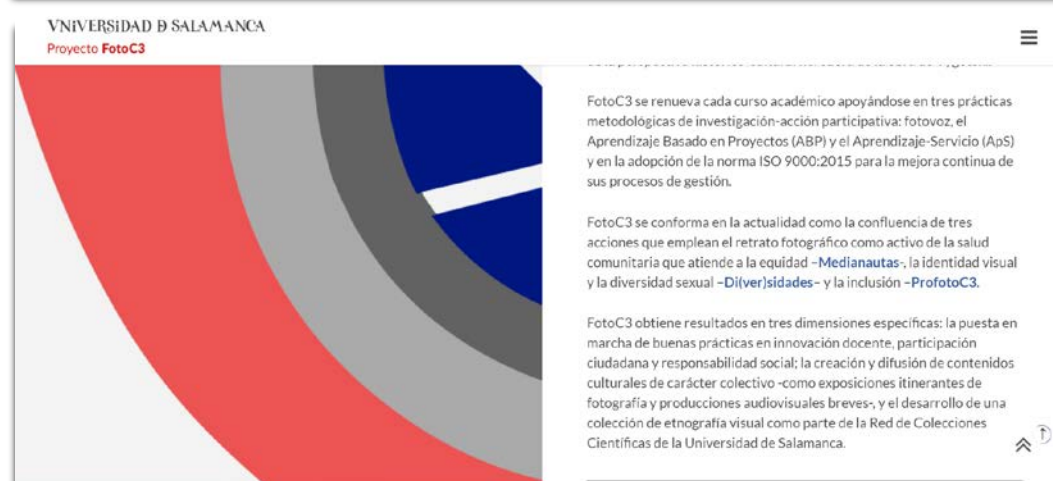 VNiVERSiDAD Ð SALAMANCA
Proyecto FotoC3
FotoC3 se renueva cada curso académico apoyándose en tres prácticas
metodológicas de investigación-acción participativa: fotovoz, el
Aprendizaje Basado en Proyectos (ABP) y el Aprendizaje-Servicio (ApS)
y en la adopción de la norma ISO 9000:2015 para la mejora continua de
sus procesos de gestión.
FotoC3 se conforma en la actualidad como la confluencia de tres
acciones que emplean el retrato fotográfico como activo de la salud
comunitaria que atiende a la equidad –Medianautas-, la identidad visual
y la diversidad sexual –Di(ver)sidades– y la inclusión –ProfotoC3.
FotoC3 obtiene resultados en tres dimensiones específicas: la puesta en
marcha de buenas prácticas en innovación docente, participación
ciudadana y responsabilidad social; la creación y difusión de contenidos
culturales de carácter colectivo -como exposiciones itinerantes de
fotografía y producciones audiovisuales breves-, y el desarrollo de una
colección de etnografía visual como parte de la Red de Colecciones
Científicas de la Universidad de Salamanca.